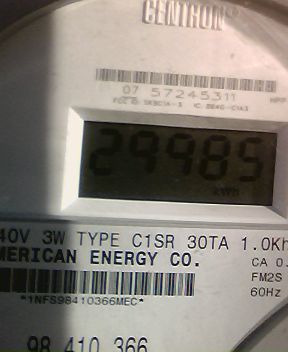 CENTRON
07 57245311
29985
kWh
40V 3W TYPE C1SR 30TA 1.0Kh
MERICAN ENERGY CO.
CA 0.
FM2S
60Hz
*1NFS98410366MEC*
98 410 366